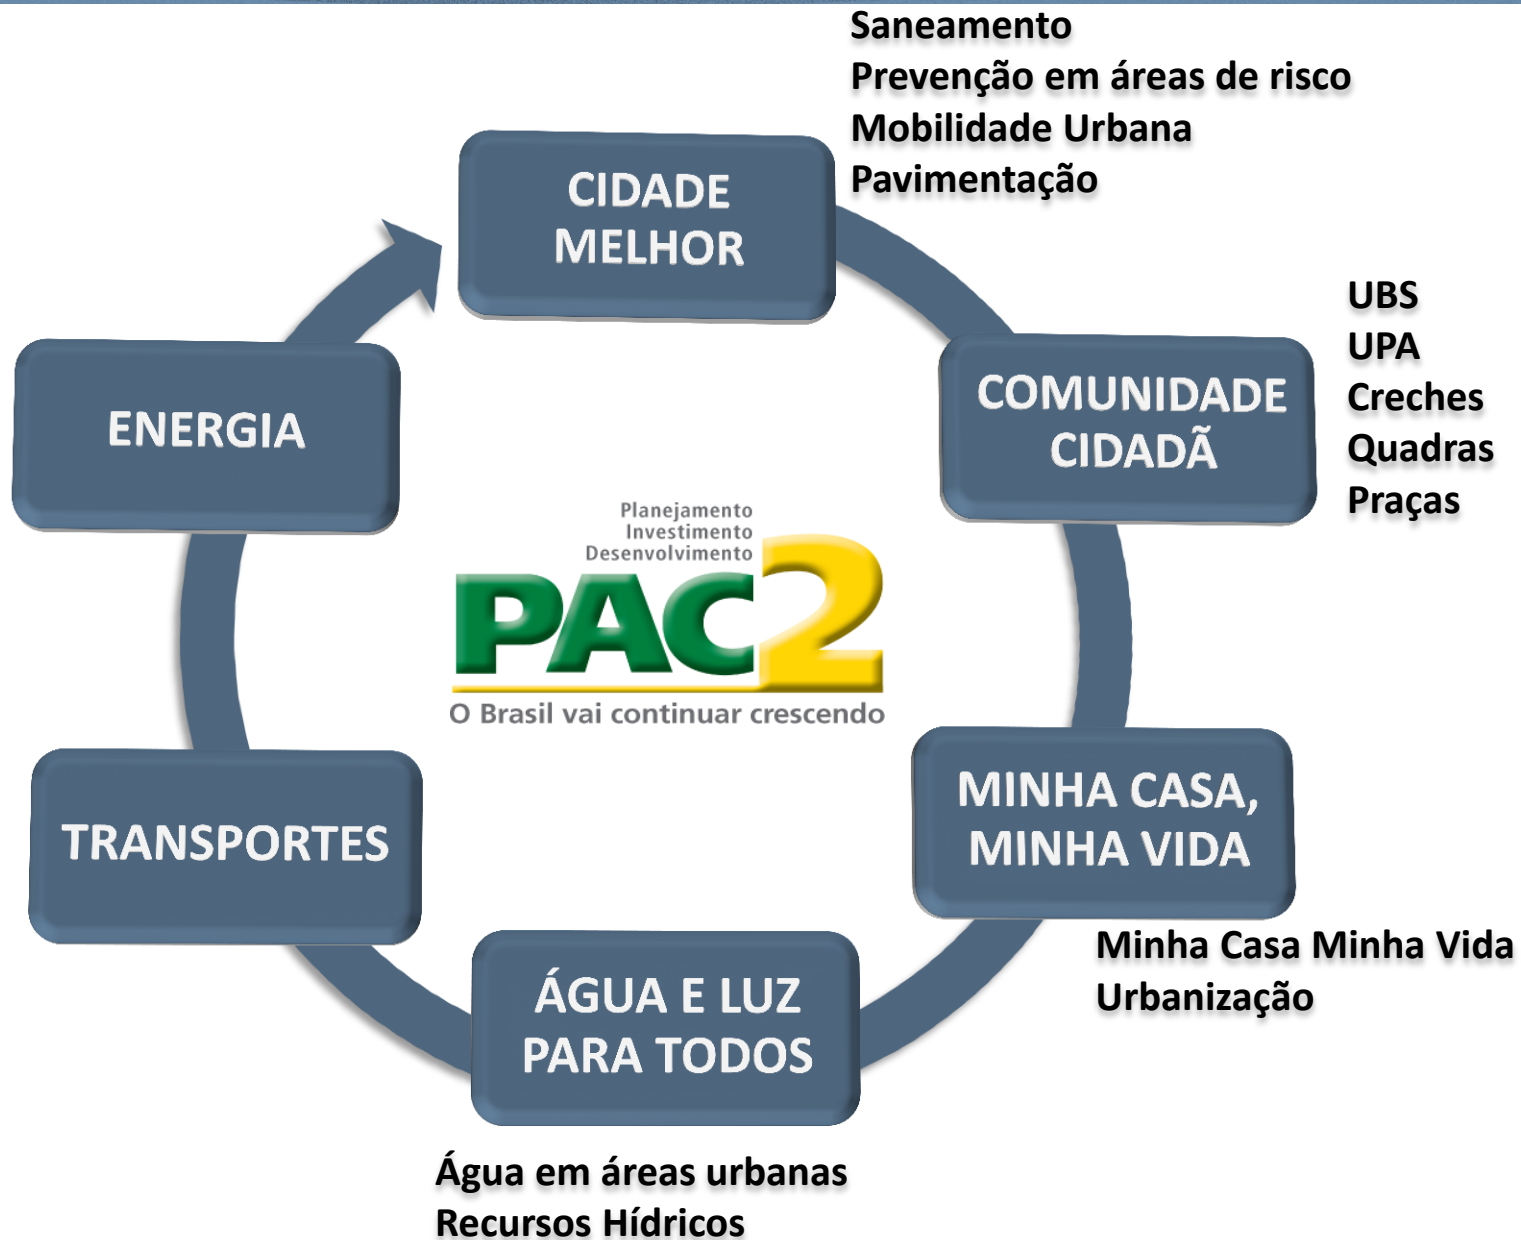 Saneamento
Prevenção em áreas de risco
Mobilidade Urbana
Pavimentação
CIDADE
MELHOR
UBS
UPA
Creches
Quadras
Praças
COMUNIDADE
CIDADÃ
ENERGIA
Planejamento
Investimento
Desenvolvimento
PAC2
O Brasil vai continuar crescendo
MINHA CASA,
MINHA VIDA
Minha Casa Minha Vida
Urbanização
TRANSPORTES
ÁGUA E LUZ
PARA TODOS
Água em áreas urbanas
Recursos Hídricos